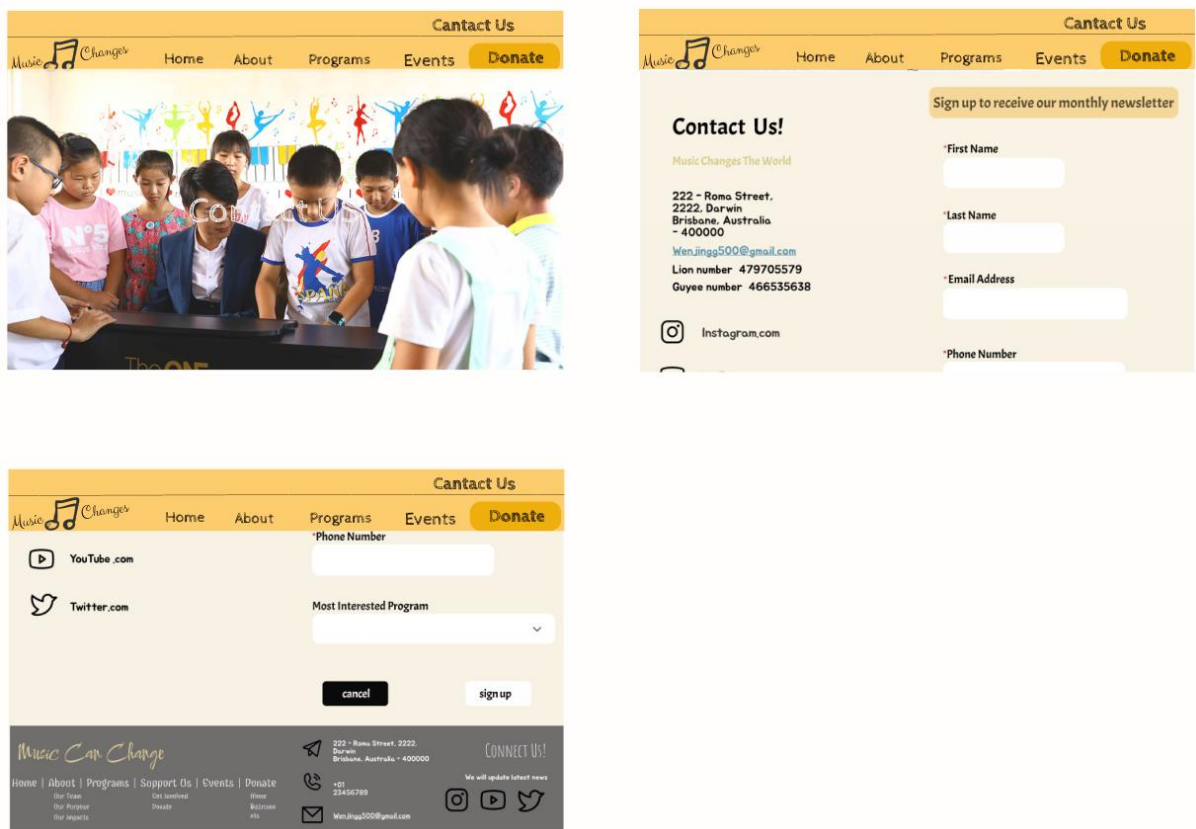 Cantact Us
Music Changes
Home About Programs Events Donate
Contact Us
N°5
SPAR
The ONE
Cantact Us
Music Changes
Home About Programs Events Donate
Sign up to receive our monthly newsletter
Contact Us!
Music Changes The World
222 - Roma Street,
2222, Darwin
Brisbane, Australia
- 400000
Wenjingg500@gmail.com
Lion number 479705579
Guyee number 466535638
Instagram.com
*First Name
*Last Name
*Email Address
*Phone Number
Cantact Us
Music Changes
Home About Programs Events Donate
YouTube .com
Twitter.com
*Phone Number
Most Interested Program
cancel
sign up
Music Can Change
Home | About | Programs | Support Us | Events | Donate
Our Team
Our Purpose
Our Impacts
Get Involved
Donate
222 - Roma Street, 2222,
Darwin
Brisbane, Australia - 400000
+01
23456789
Wenjingg500@gmail.com
Connect Us!
We will update latest news